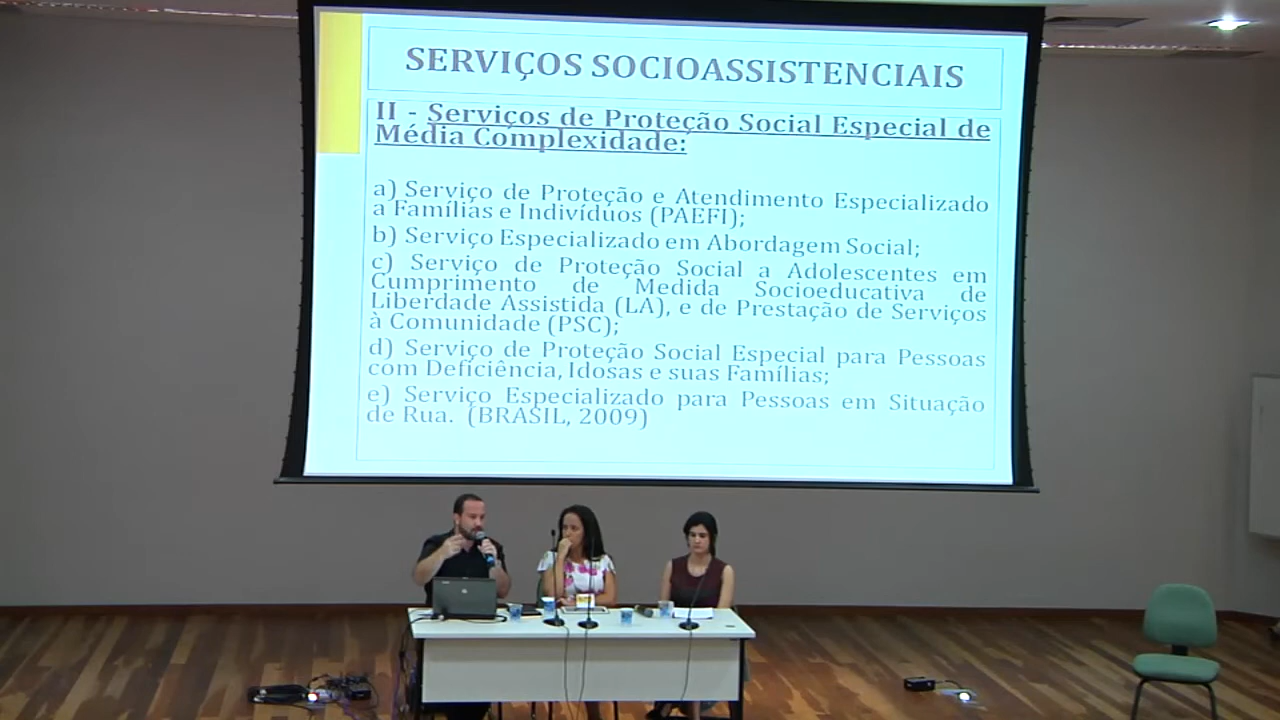 SERVIÇOS SOCIOASSISTENCIAIS
II - Serviços de Proteção Social Especial de
Média Complexidade:
a) Serviço de Proteção e Atendimento Especializado
a Famílias e Indivíduos (PAEFI);
b) Serviço Especializado em Abordagem Social;
c) Serviço de Proteção Social a Adolescentes em
Cumprimento de Medida Socioeducativa de
Liberdade Assistida (LA), e de Prestação de Serviços
à Comunidade (PSC);
d) Serviço de Proteção Social Especial para Pessoas
com Deficiência, Idosas e suas Famílias;
e) Serviço Especializado para Pessoas em Situação
de Rua. (BRASIL, 2009)